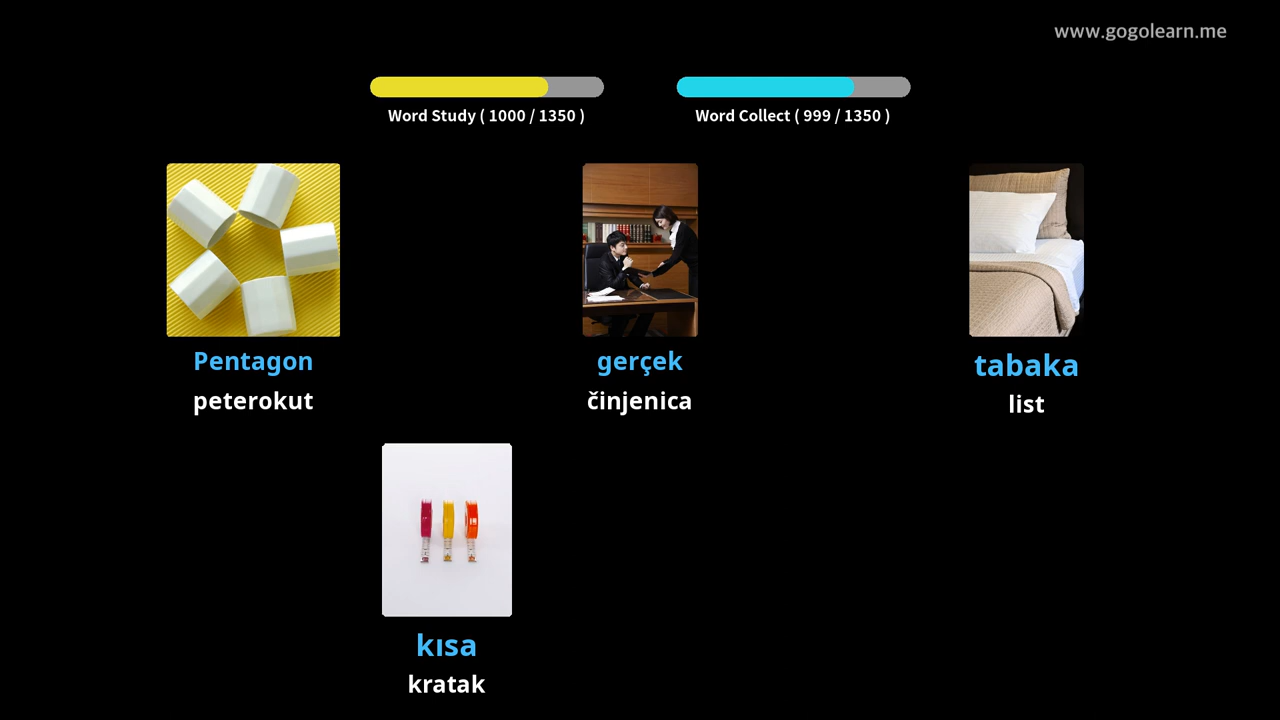 www.gogolearn.me
Word Study ( 1000 / 1350 )
Word Collect ( 999 / 1350 )
Pentagon
peterokut
gerçek
činjenica
tabaka
list
kısa
kratak